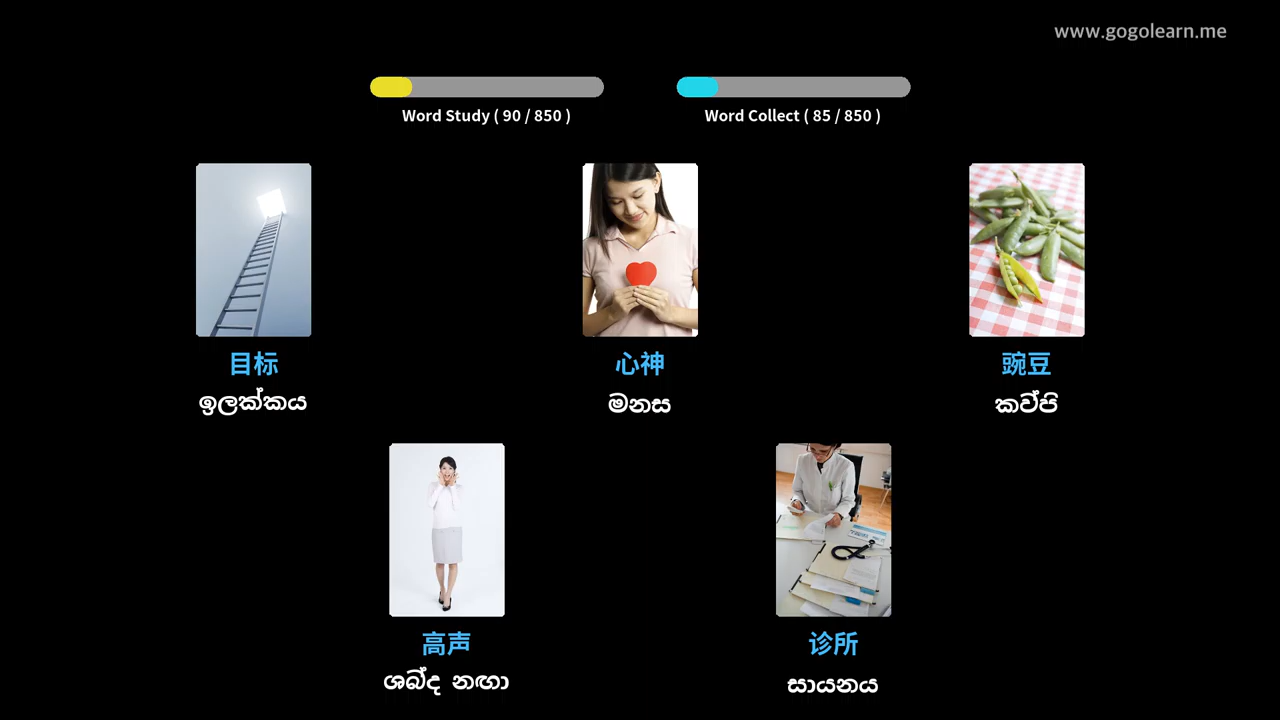 www.gogolearn.me
Word Study ( 90 / 850 )
Word Collect ( 85 / 850 )
目标
ඉලක්කය
心神
මනස
豌豆
කව්පි
高声
ශබ්ද නඟා
诊所
සායනය